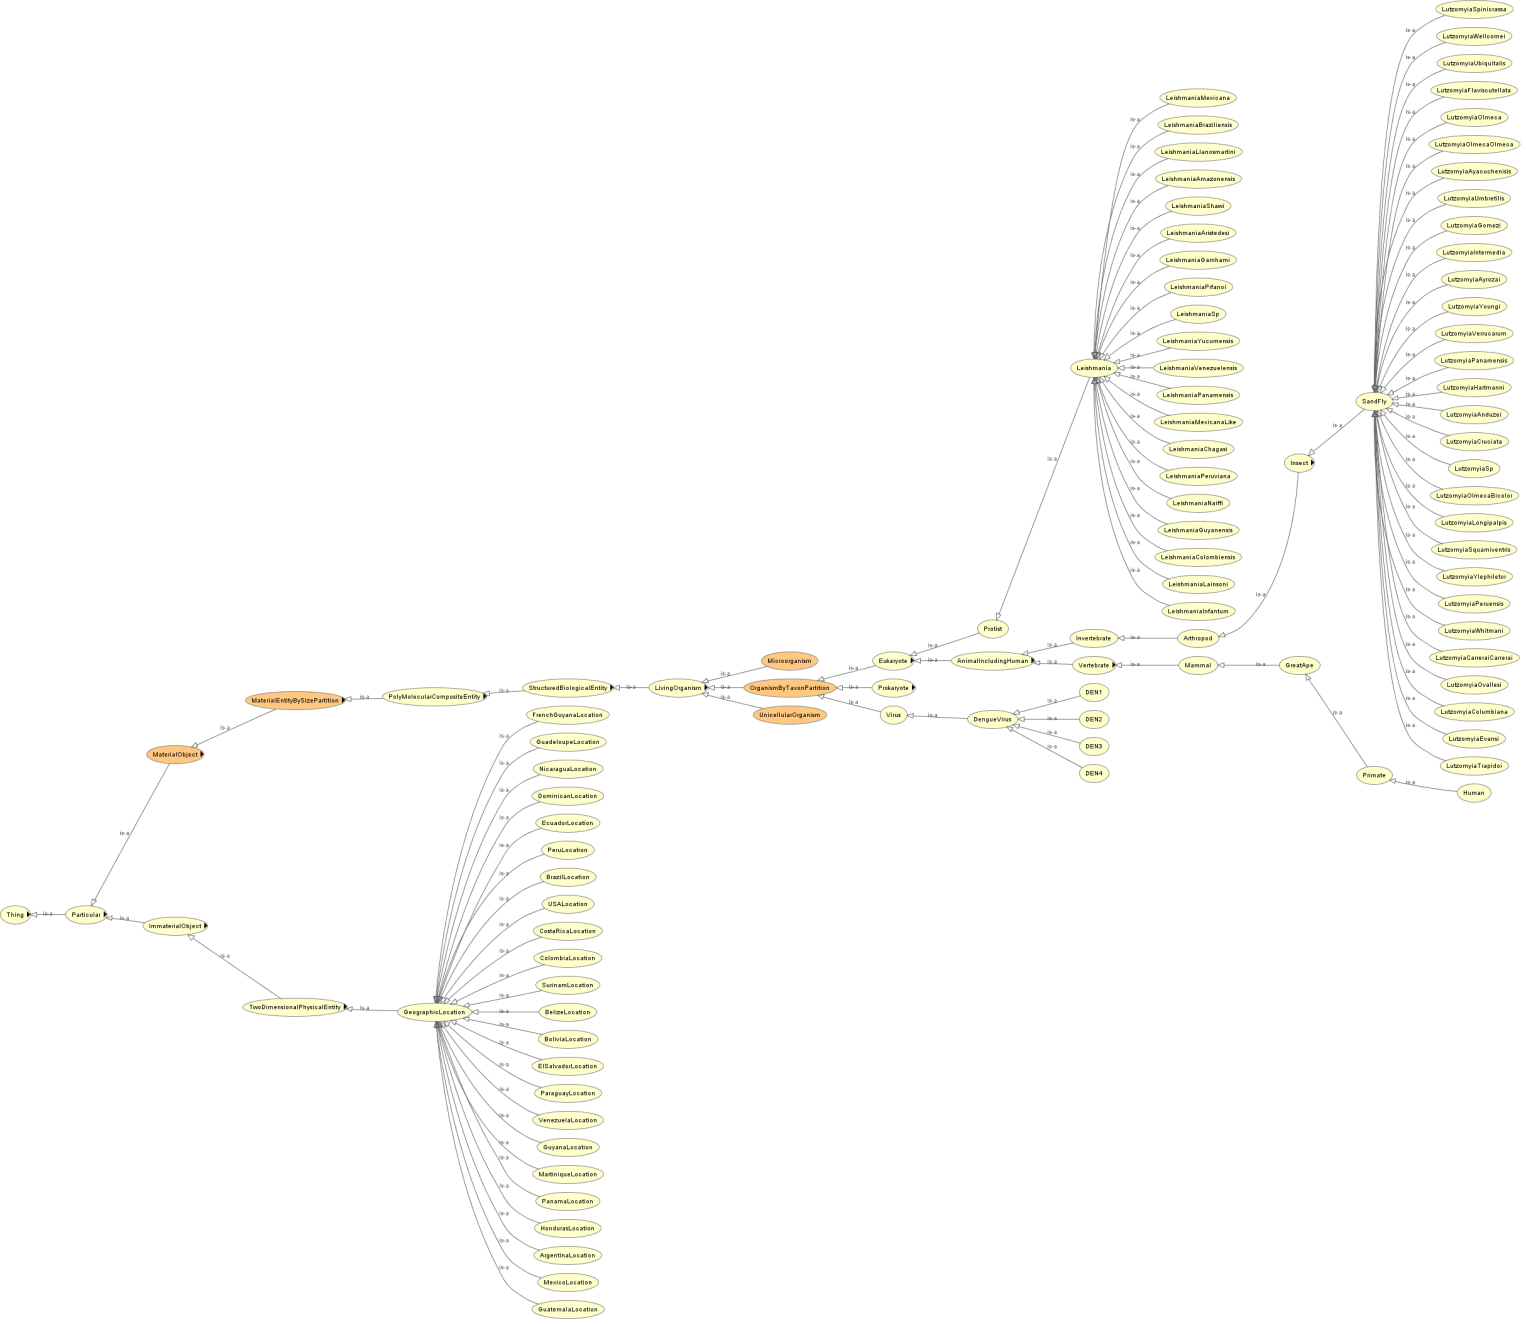 Thing
Particular
MaterialObject
ImmaterialObject
MaterialEntityBySizePartition
TwoDimensionalPhysicalEntity
PolyMolecularCompositeEntity
GeographicLocation
StructuredBiologicalEntity
FrenchGuyanaLocation
GuadeloupeLocation
NicaraguaLocation
DominicanLocation
EcuadorLocation
PeruLocation
BrazilLocation
USALocation
CostaRicaLocation
ColombiaLocation
SurinamLocation
BelizeLocation
BoliviaLocation
ElSalvadorLocation
ParaguayLocation
VenezuelaLocation
GuyanaLocation
MartiniqueLocation
PanamaLocation
HondurasLocation
ArgentinaLocation
MexicoLocation
GuatemalaLocation
LivingOrganism
Microorganism
OrganismByTaxonPartition
UnicellularOrganism
Eukaryote
Prokaryote
Virus
Protist
AnimalIncludingHuman
DengueVirus
Leishmania
Invertebrate
Vertebrate
DEN1
DEN2
DEN3
DEN4
LeishmaniaMexicana
LeishmaniaBraziliensis
LeishmaniaLlanosmartini
LeishmaniaAmazonensis
LeishmaniaShawi
LeishmaniaAristedesi
LeishmaniaGarnhami
LeishmaniaPifanoi
LeishmaniaSp
LeishmaniaYucumensis
LeishmaniaVenezuelensis
LeishmaniaPanamensis
LeishmaniaMexicanaLike
LeishmaniaChagasi
LeishmaniaPeruviana
LeishmaniaNaiffi
LeishmaniaGuyanensis
LeishmaniaColombiensis
LeishmaniaLainsoni
LeishmaniaInfantum
Arthropod
Mammal
Insect
GreatApe
SandFly
Primate
LutzomyiaSpinicrassa
LutzomyiaWellcomei
LutzomyiaUbiquitalis
LutzomyiaFlaviscutellata
LutzomyiaOlmeca
LutzomyiaOlmecaOlmeca
LutzomyiaAyacuchenisis
LutzomyiaUmbretilis
LutzomyiaGomezi
LutzomyiaIntermedia
LutzomyiaAyrozai
LutzomyiaYoungi
LutzomyiaVerrucarum
LutzomyiaPanamensis
LutzomyiaHartmanni
LutzomyiaAnduzei
LutzomyiaCruciata
LutzomyiaSp
LutzomyiaOlmecaBicolor
LutzomyiaLongipalpis
LutzomyiaSquamiventris
LutzomyiaYlephiletor
LutzomyiaPeruensis
LutzomyiaWhitmani
LutzomyiaCarreraiCarrerai
LutzomyiaOvallesi
LutzomyiaColumbiana
LutzomyiaEvansi
LutzomyiaTrapidoi
Human